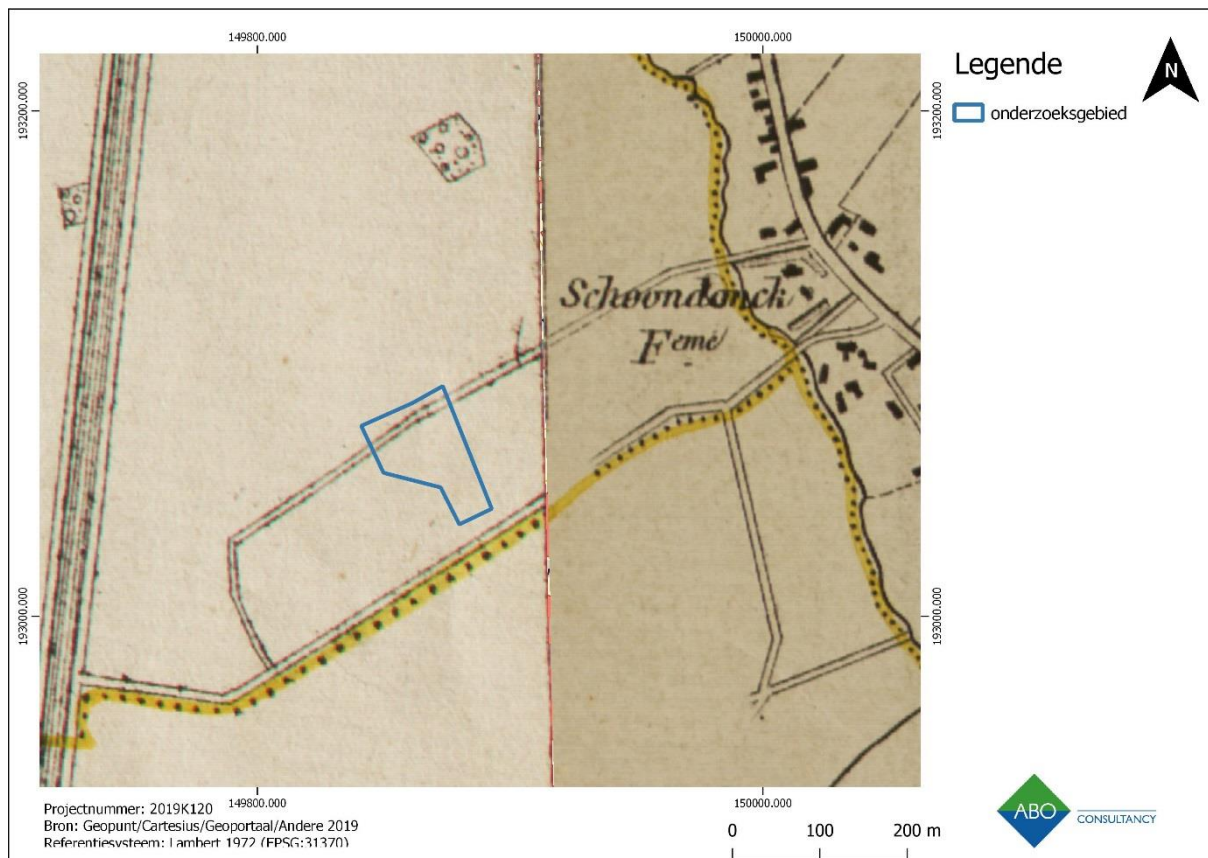 149800.000
150000.000
193200.000
193200.000
Legende
N
onderzoeksgebied
Schoondonck
Feme
193000.000
193000.000
149800.000
150000.000
Projectnummer: 2019K120
Bron: Geopunt/Cartesius/Geoportaal/Andere 2019
Referentiesysteem: Lambert 1972 (EPSG:31370)
0 100 200 m
ABO
CONSULTANCY